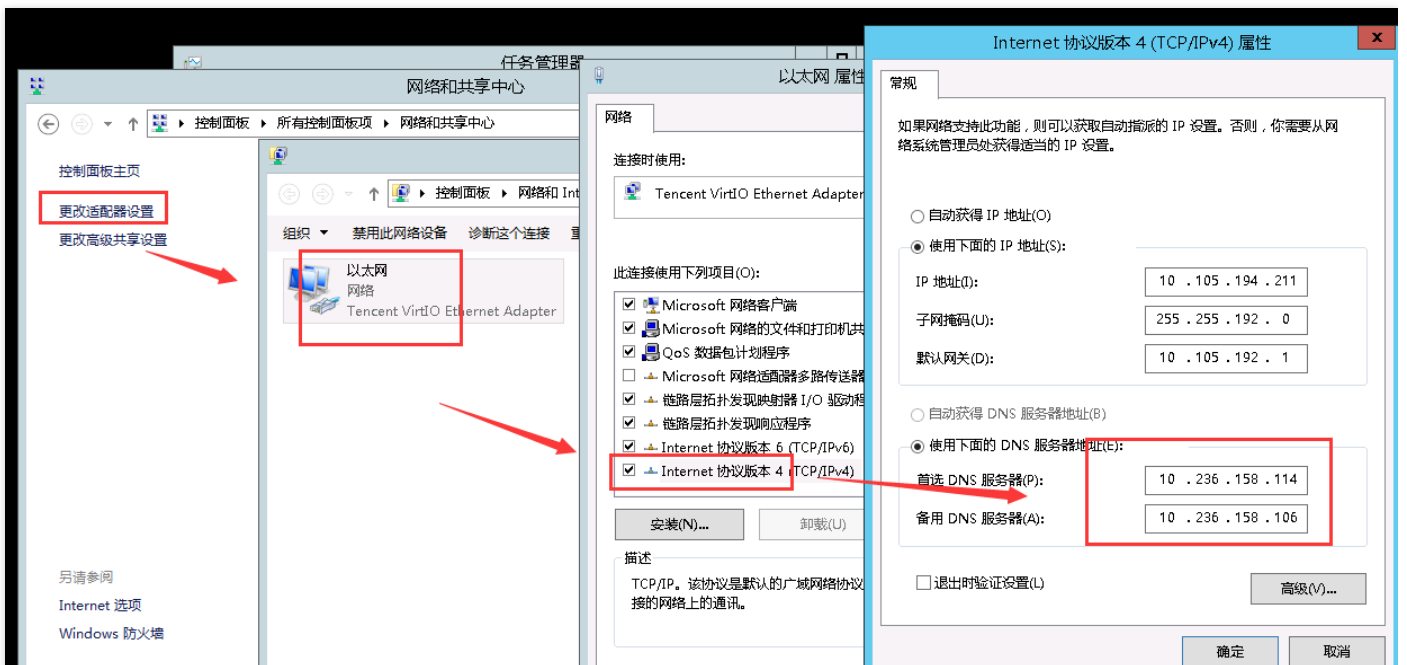 任务管理器
网络和共享中心
控制面板 所有控制面板项 网络和共享中心
控制面板主页
更改适配器设置
更改高级共享设置
另请参阅
Internet 选项
Windows 防火墙
控制面板 网络和 Int
组织 禁用此网络设备 诊断这个连接
以太网
网络
Tencent VirtIO Ethernet Adapter
以太网 属性
网络
连接时使用:
Tencent VirtIO Ethernet Adapter
此连接使用下列项目(O):
Microsoft 网络客户端
Microsoft 网络的文件和打印机共
QoS 数据包计划程序
Microsoft 网络适配器多路传送器
链路层拓扑发现映射器 I/O 驱动程
链路层拓扑发现响应程序
Internet 协议版本 6 (TCP/IPv6)
Internet 协议版本 4 (TCP/IPv4)
安装(N)... 卸载(U)
描述
TCP/IP。该协议是默认的广域网络协议
接的网络上的通讯。
Internet 协议版本 4 (TCP/IPv4) 属性
x
常规
如果网络支持此功能，则可以获取自动指派的 IP 设置。否则，你需要从网
络系统管理员处获得适当的 IP 设置。
自动获得 IP 地址(O)
使用下面的 IP 地址(S):
IP 地址(I): 10 . 105 . 194 . 211
子网掩码(U): 255 . 255 . 192 . 0
默认网关(D): 10 . 105 . 192 . 1
自动获得 DNS 服务器地址(B)
使用下面的 DNS 服务器地址(E):
首选 DNS 服务器(P): 10 . 236 . 158 . 114
备用 DNS 服务器(A): 10 . 236 . 158 . 106
退出时验证设置(L)
高级(V)...
确定 取消